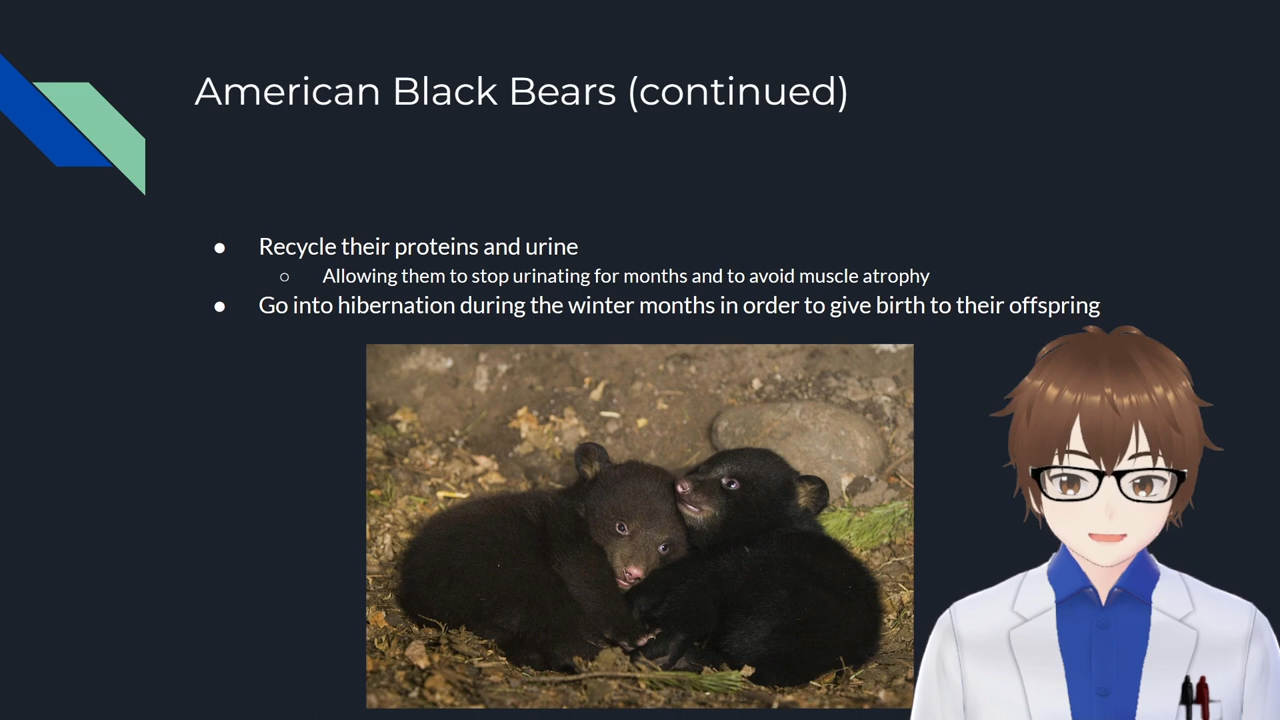 American Black Bears (continued)
● Recycle their proteins and urine
○ Allowing them to stop urinating for months and to avoid muscle atrophy
● Go into hibernation during the winter months in order to give birth to their offspring